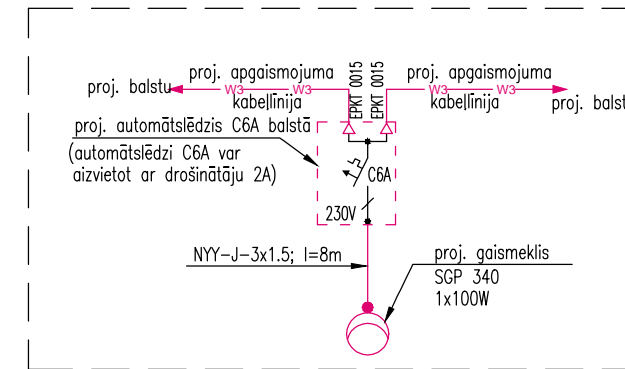 proj. apgaismojuma
proj. balstu
W3 W3
kabeļlīnija
EPKT 0015
EPKT 0015
proj. apgaismojuma
W3 W3
kabeļlīnija
proj. balst
proj. automātslēdzis C6A balstā
(automātslēdzi C6A var
aizvietot ar drošinātāju 2A)
C6A
230V
NYY-J-3x1.5; l=8m
proj. gaismeklis
SGP 340
1x100W